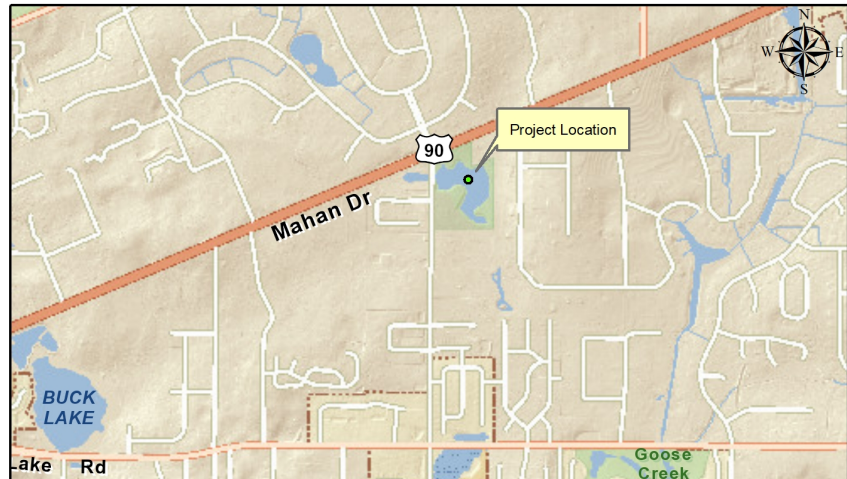 N
W E
S
Project Location
90
Mahan Dr
BUCK
LAKE
Lake Rd
Goose
Creek